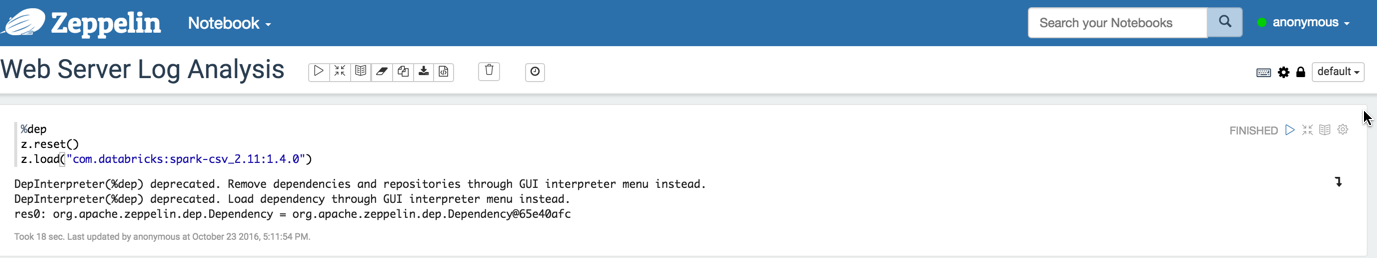 Zeppelin Notebook Search your Notebooks anonymous
Web Server Log Analysis default
%dep FINISHED
z.reset()
z.load("com.databricks:spark-csv_2.11:1.4.0")
DepInterpreter(%dep) deprecated. Remove dependencies and repositories through GUI interpreter menu instead.
DepInterpreter(%dep) deprecated. Load dependency through GUI interpreter menu instead.
res0: org.apache.zeppelin.dep.Dependency = org.apache.zeppelin.dep.Dependency@65e40afc
Took 18 sec. Last updated by anonymous at October 23 2016, 5:11:54 PM.